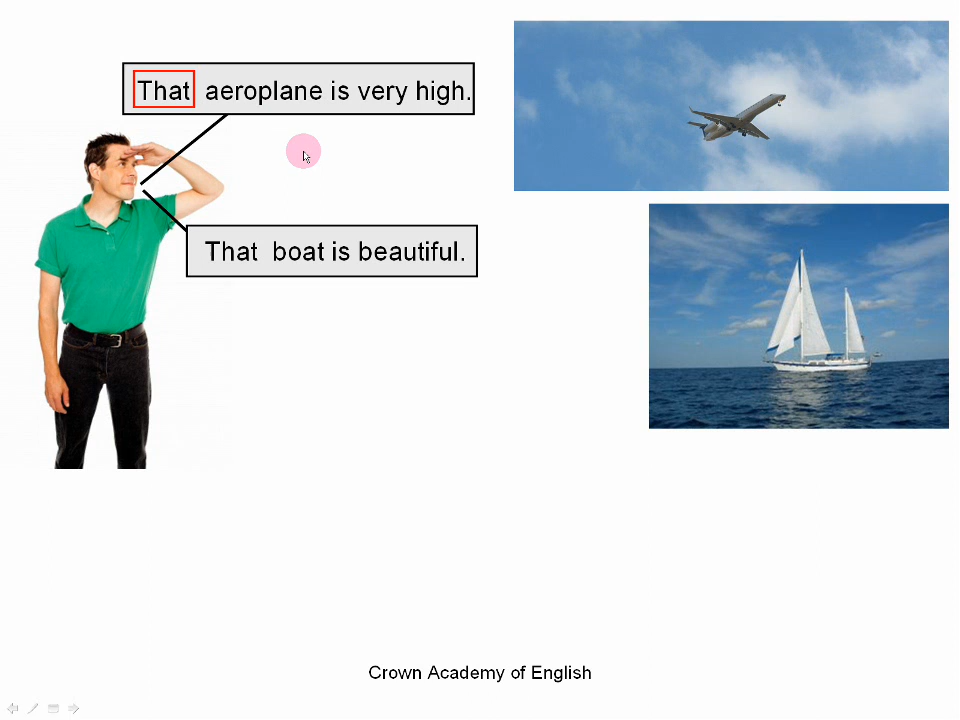 That aeroplane is very high.
That boat is beautiful.
Crown Academy of English